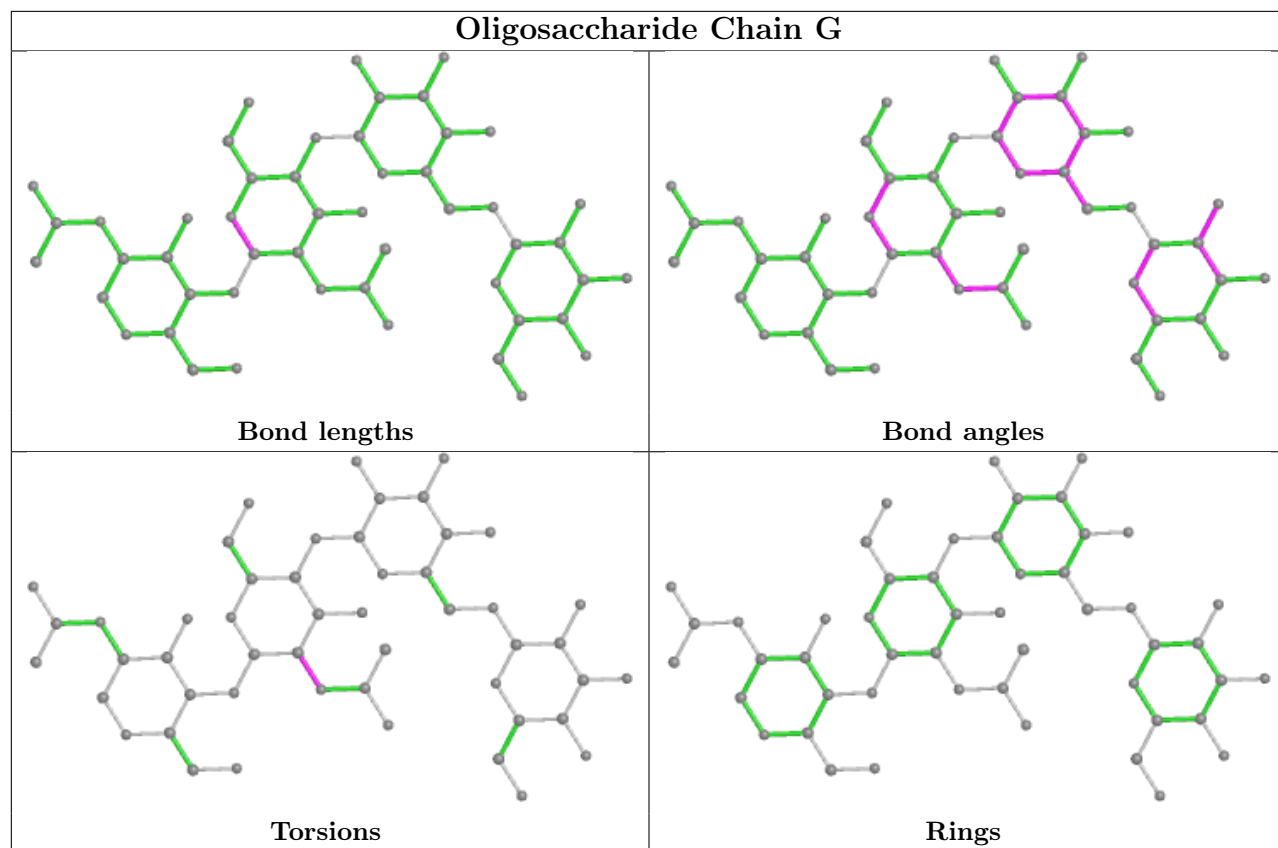 Oligosaccharide Chain G
Bond lengths
Bond angles
Torsions
Rings